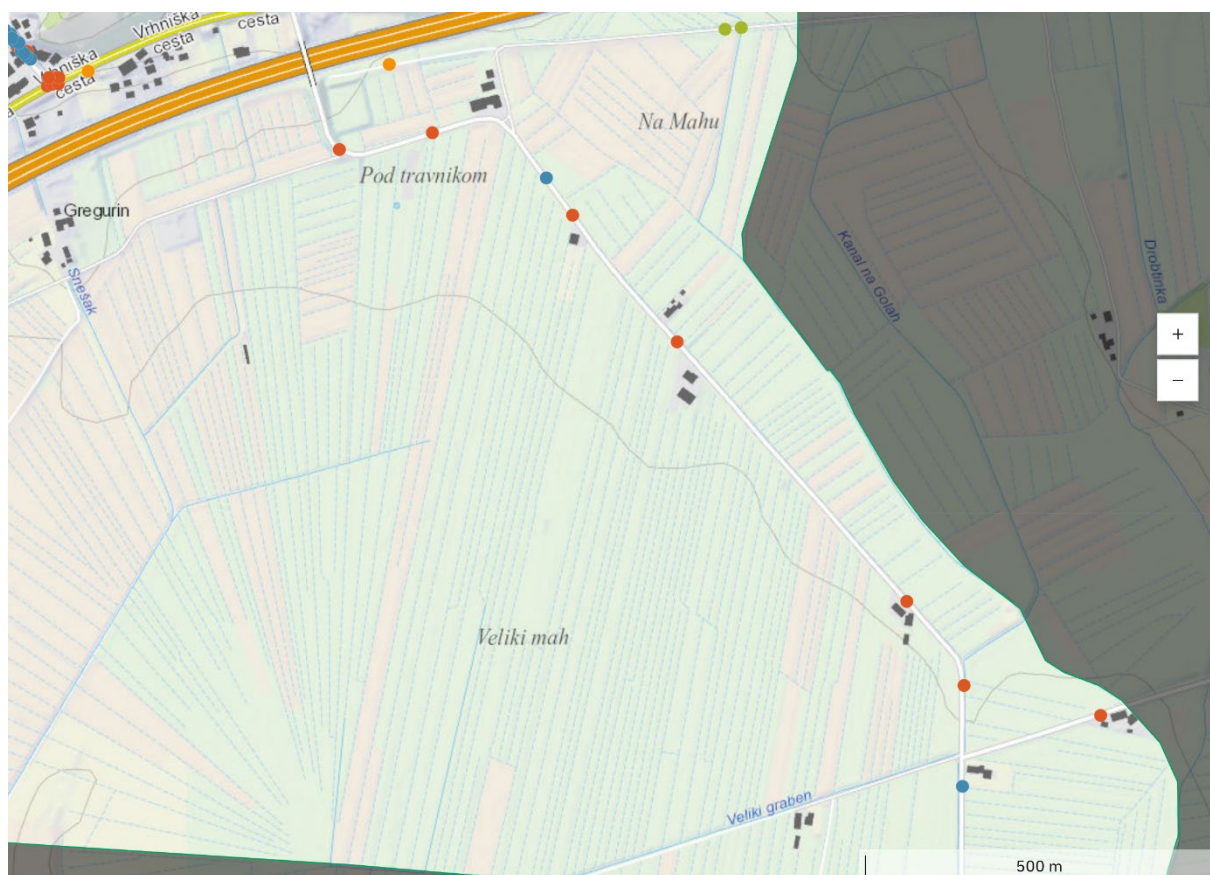 Vrhniška
cesta
cesta
Vrhniška
cesta
Na Mahu
Pod travnikom
Gregurin
Snešak
Kanal na Golah
Drobtinka
+
−
Veliki mah
Veliki graben
500 m